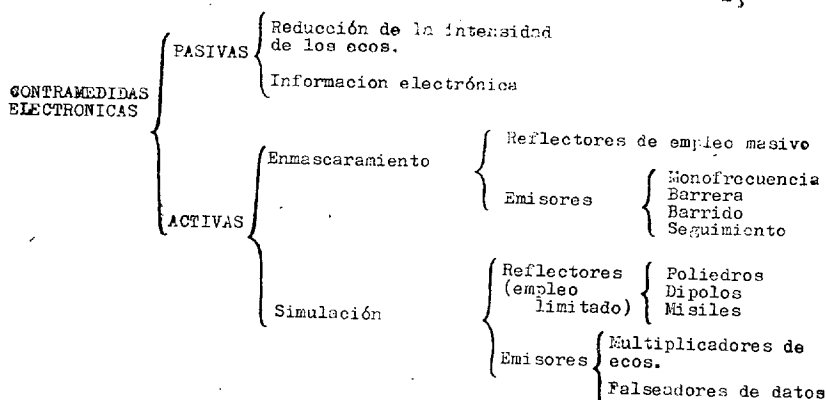 PASIVAS
Reducción de la intensidad
de los ecos.
Informacion electrónica
CONTRAMEDIDAS
ELECTRONICAS
ACTIVAS
Enmascaramiento
Reflectores de empleo masivo
Emisores
Monofrecuencia
Barrera
Barrido
Seguimiento
Simulación
Reflectores
(empleo
limitado)
Poliedros
Dipolos
Misiles
Emisores
Multiplicadores de
ecos.
Falseadores de datos